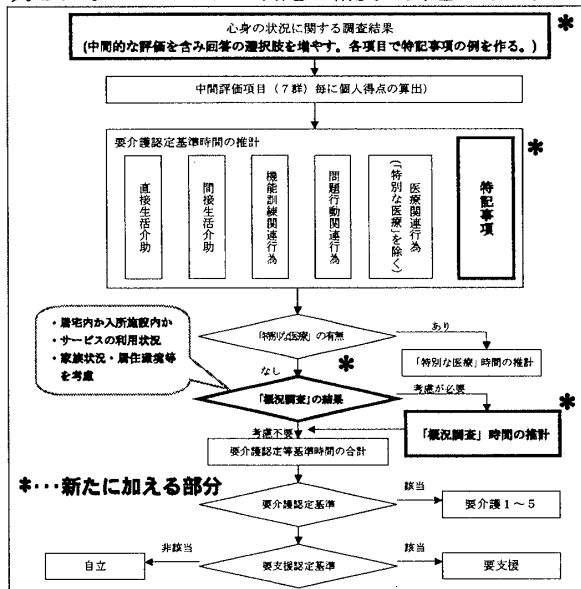 心身の状況に関する調査結果
(中間的な評価を含み回答の選択肢を増やす。各項目で特記事項の例を作る。)
*
中間評価項目(7群)毎に個人得点の算出)
要介護認定基準時間の推計
*
直接生活介助
間接生活介助
機能訓練関連行為
問題行動関連行為
医療関連行為
(「特別な医療」を除く)
特記事項
・居宅内か入所施設内か
・サービスの利用状況
・家族状況・居住環境等
を考慮
「特別な医療」の有無
あり
「特別な医療」時間の推計
なし
*
「概況調査」の結果
考慮が必要
*
「概況調査」時間の推計
考慮不要
要介護認定等基準時間の合計
*・・・新たに加える部分
要介護認定基準
該当
要介護1~5
非該当
要支援認定基準
該当
自立
要支援